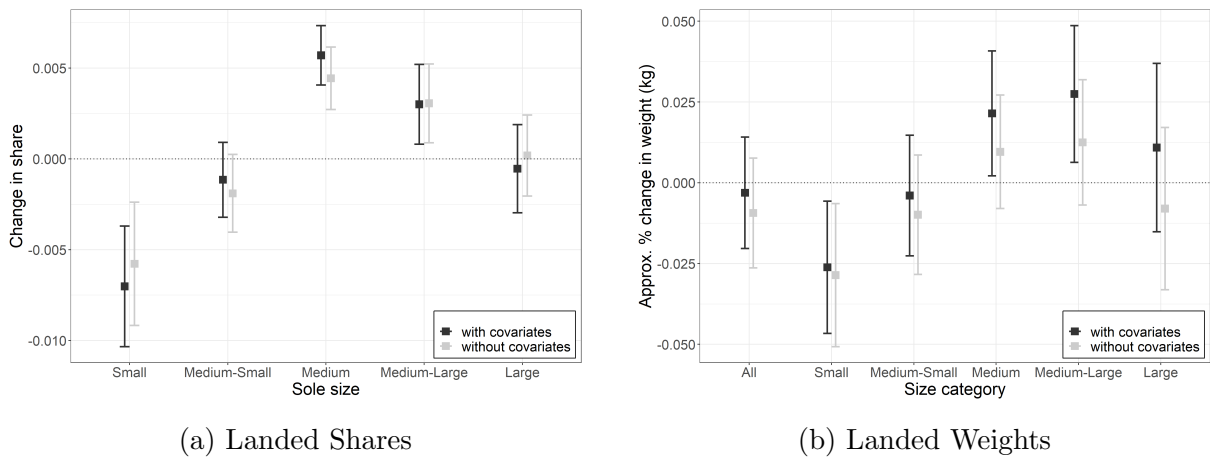 Change in share
0.005
0.000
-0.005
-0.010
with covariates
without covariates
Small Medium-Small Medium Medium-Large Large
Sole size
(a) Landed Shares
Approx. % change in weight (kg)
0.050
0.025
0.000
-0.025
-0.050
with covariates
without covariates
All Small Medium-Small Medium Medium-Large Large
Size category
(b) Landed Weights